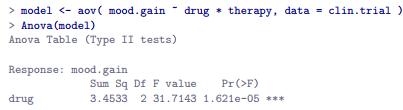 > model <- aov( mood.gain ~ drug * therapy, data = clin.trial )
> Anova(model)
Anova Table (Type II tests)
Response: mood.gain
Sum Sq Df F value Pr(>F)
drug 3.4533 2 31.7143 1.621e-05 ***